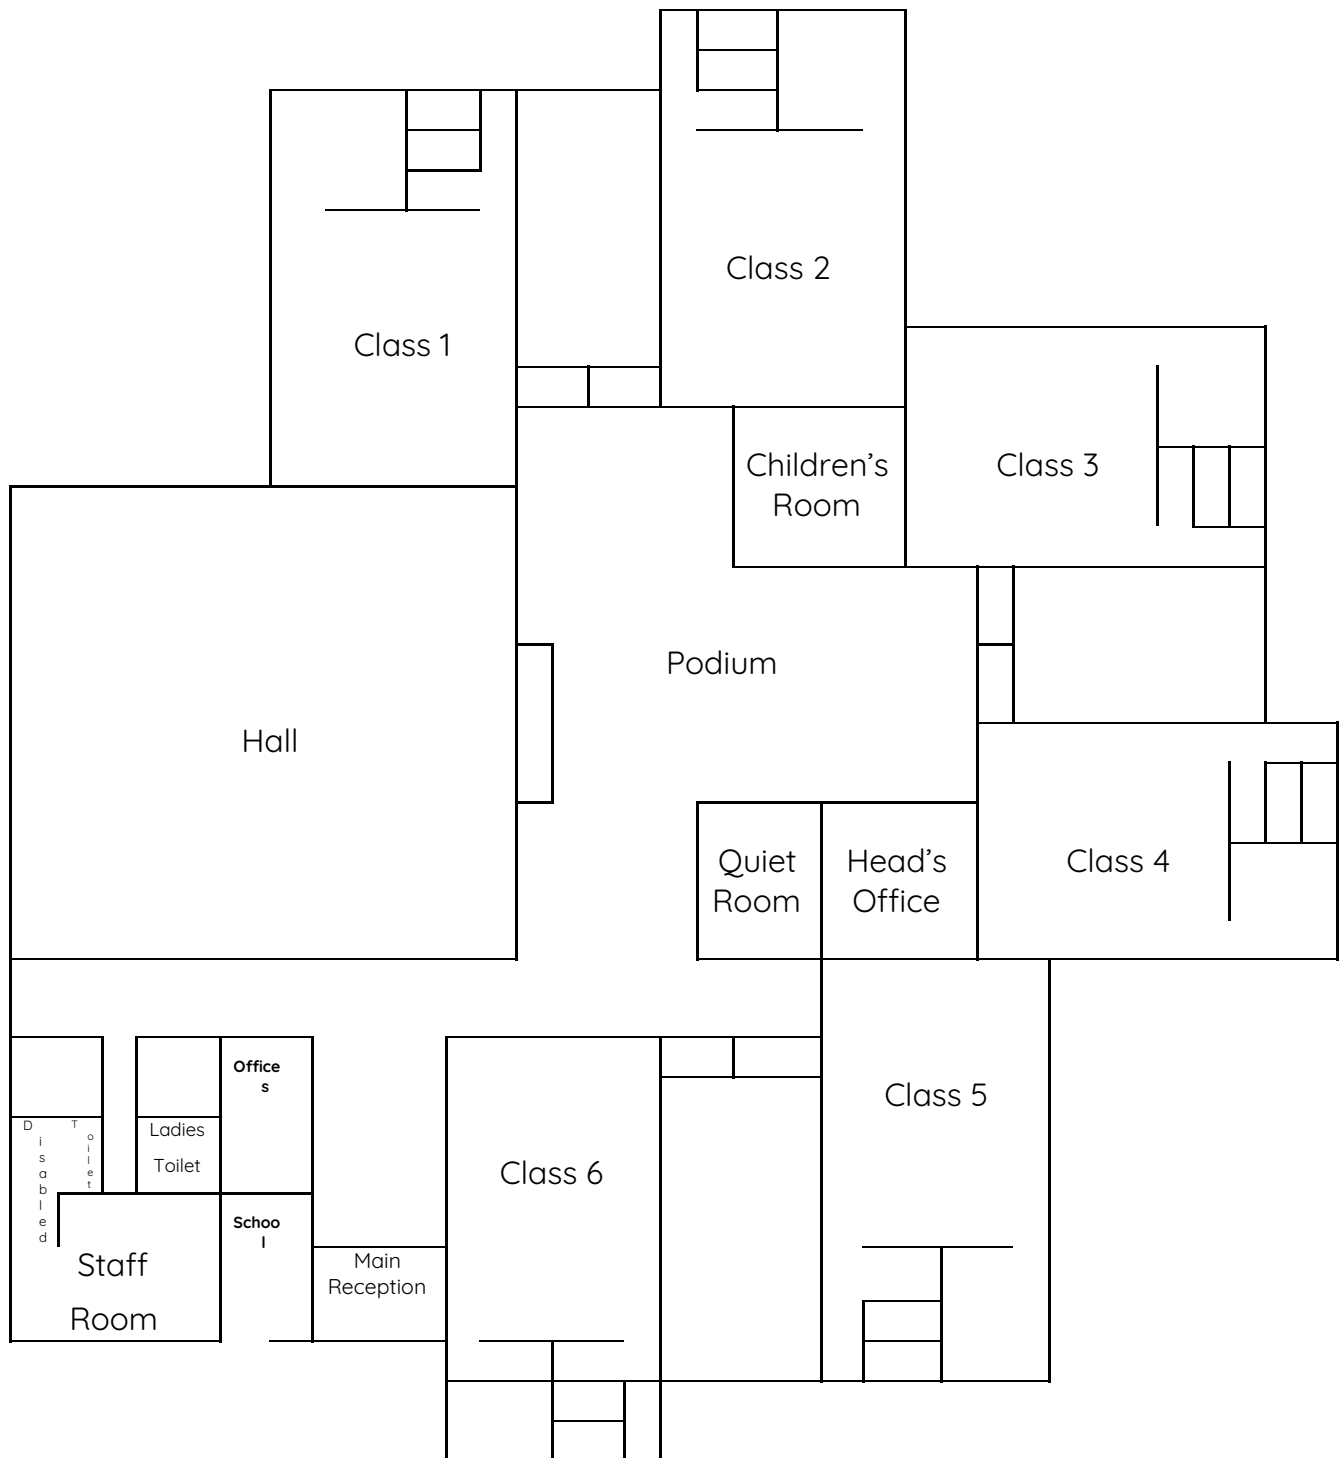 Class 2
Class 1
Children’s
Room
Class 3
Podium
Hall
Quiet
Room
Head’s
Office
Class 4
Office
s
Class 5
Disabled
Toilet
Ladies
Toilet
Class 6
Schoo
l
Staff
Room
Main
Reception